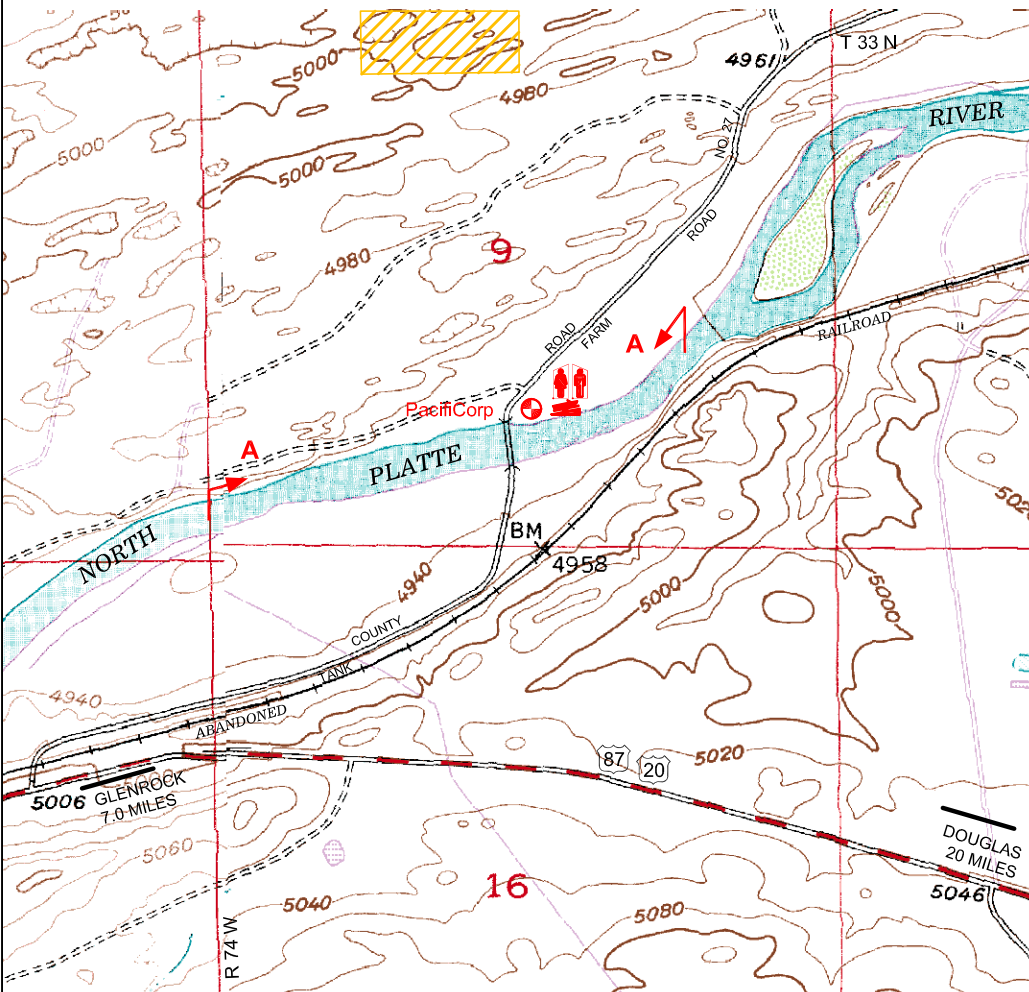 T 33 N
4961
5000
4980
RIVER
NO. 27
5000
5000
ROAD
9
4980
RAILROAD
ROAD
FARM
A
PacifiCorp
A
PLATTE
5020
NORTH
BM
4958
4940
5000
5000
COUNTY
TANK
4940
ABANDONED
5020
87
20
5006
GLENROCK
7.0 MILES
DOUGLAS
20 MILES
5060
16
5046
5040
5080
R 74 W